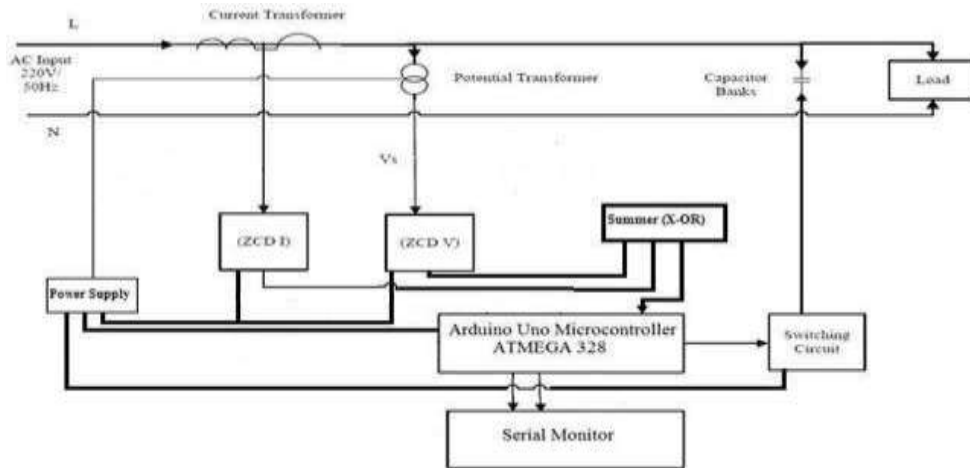 Current Transformer
L
AC Input
220V/
50Hz
Potential Transformer
Capacitor
Banks
Load
N
Vs
(ZCD I)
(ZCD V)
Summer (X-OR)
Power Supply
Arduino Uno Microcontroller
ATMEGA 328
Switching
Circuit
Serial Monitor